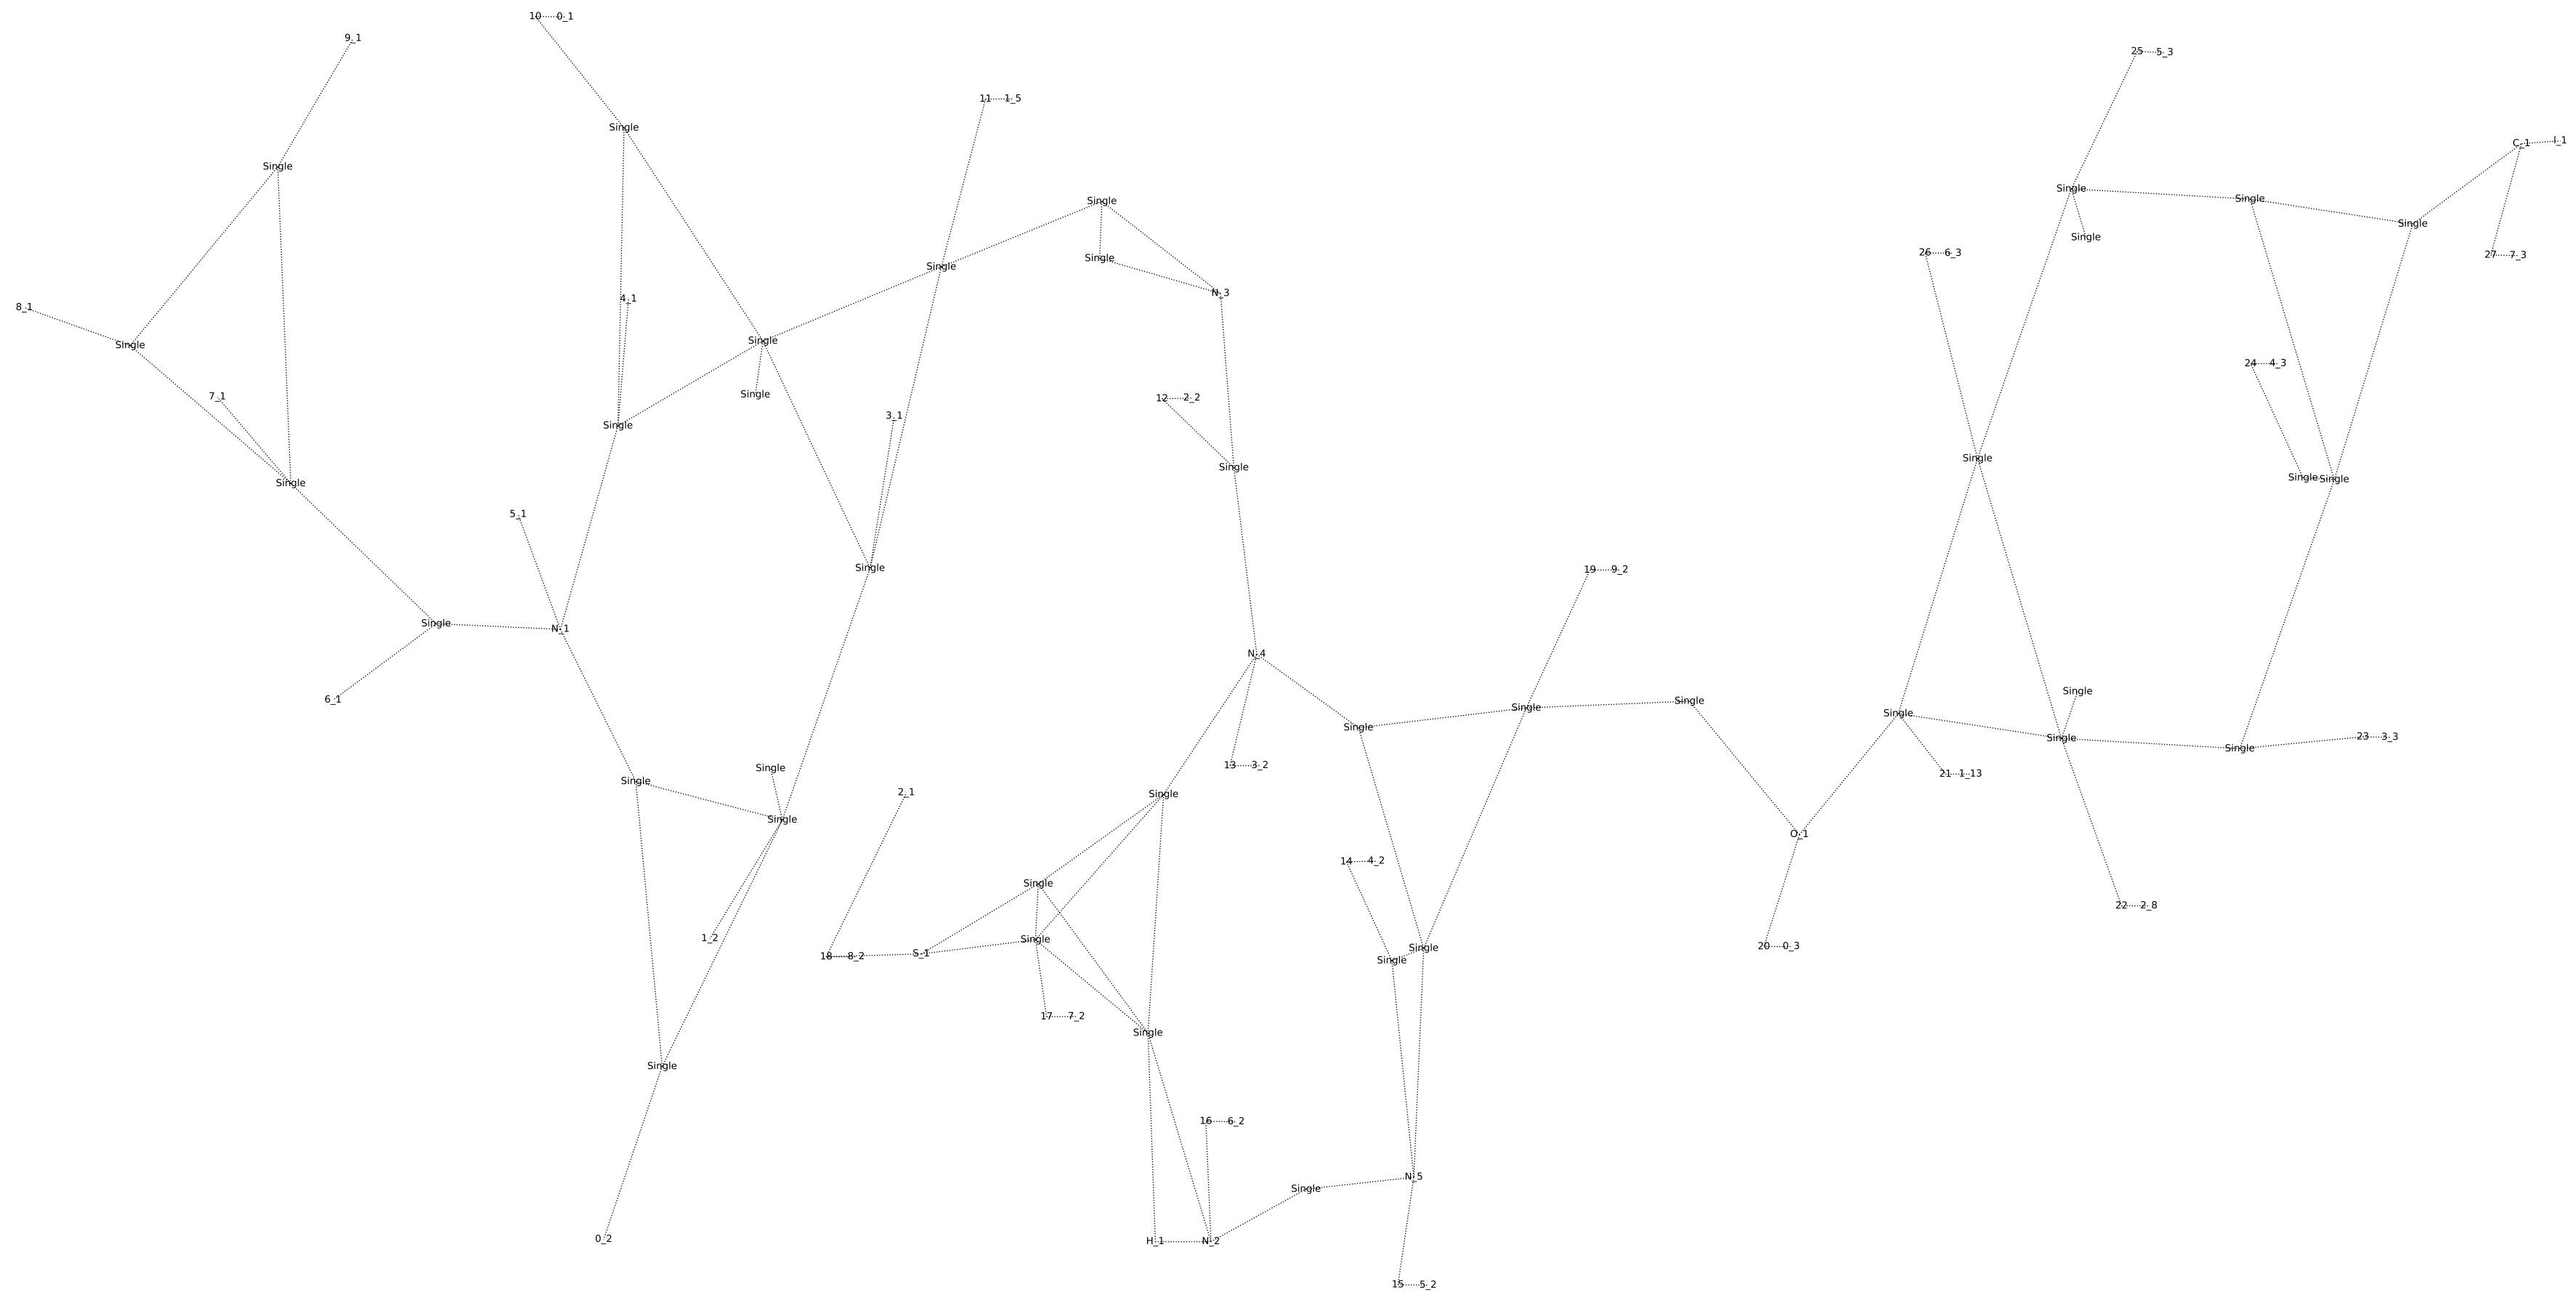 10 0_1
9_1
25 5_3
11 1_5
Single
C_1 I_1
Single
Single
Single
Single
Single
Single
Single
26 6_3
27 7_3
Single
Single
N_3
4_1
8_1
Single
Single
24 4_3
Single
7_1
12 2_2
3_1
Single
Single
Single
Single Single
Single
5_1
Single
19 9_2
Single
N_1
N_4
Single
6_1
Single
Single
Single
Single
Single
Single
23 3_3
Single
13 3_2
Single
21 1_13
Single
2_1
Single
Single
O_1
14 4_2
Single
22 2_8
1_2
Single
20 0_3
Single
S_1
18 8_2
Single
17 7_2
Single
Single
16 6_2
N_5
Single
0_2
H_1 N_2
15 5_2